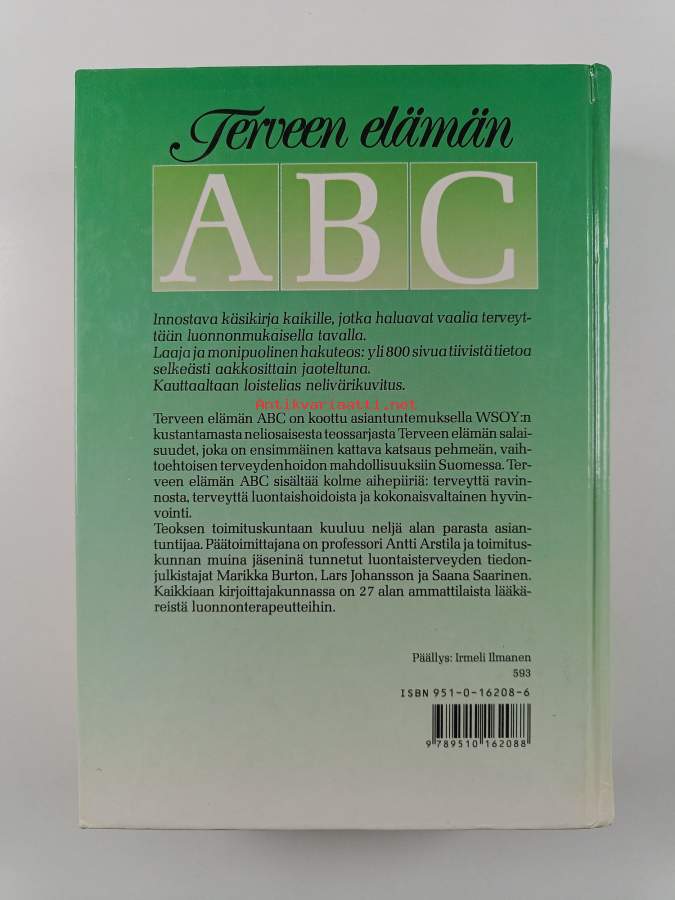 Terveen elämän
ABC
Innostava käsikirja kaikille, jotka haluavat vaalia terveyt-
tään luonnonmukaisella tavalla.
Laaja ja monipuolinen hakuteos: yli 800 sivua tiivistä tietoa
selkeästi aakkosittain jaoteltuna.
Kauttaaltaan loistelias nelivärikuvitus.
Antikvariaatti.net
Terveen elämän ABC on koottu asiantuntemuksella WSOY:n
kustantamasta neliosaisesta teossarjasta Terveen elämän salai-
suudet, joka on ensimmäinen kattava katsaus pehmeän, vaih-
toehtoisen terveydenhoidon mahdollisuuksiin Suomessa. Ter-
veen elämän ABC sisältää kolme aihepiiriä: terveyttä ravin-
nosta, terveyttä luontaishoidoista ja kokonaisvaltainen hyvin-
vointi.
Teoksen toimituskuntaan kuuluu neljä alan parasta asian-
tuntijaa. Päätoimittajana on professori Antti Arstila ja toimitus-
kunnan muina jäseninä tunnetut luontaisterveyden tiedon-
julkistajat Marikka Burton, Lars Johansson ja Saana Saarinen.
Kaikkiaan kirjoittajakunnassa on 27 alan ammattilaista lääkä-
reistä luonnonterapeutteihin.
Päällys: Irmeli Ilmanen
593
ISBN 951-0-16208-6
9 789510 162088